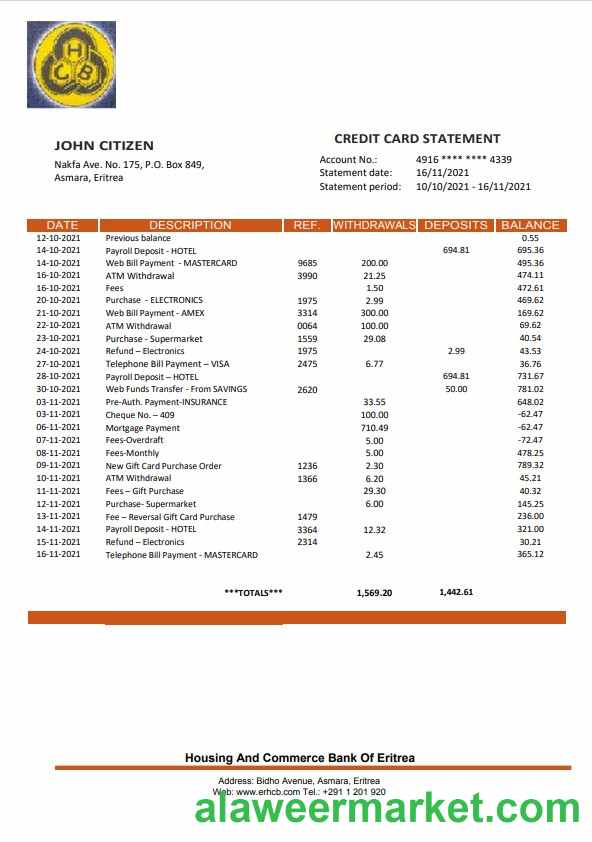 H
C B
JOHN CITIZEN
Nakfa Ave. No. 175, P.O. Box 849,
Asmara, Eritrea
CREDIT CARD STATEMENT
Account No.: 4916 **** **** 4339
Statement date: 16/11/2021
Statement period: 10/10/2021 - 16/11/2021
DATE DESCRIPTION REF. WITHDRAWALS DEPOSITS BALANCE
12-10-2021 Previous balance 0.55
14-10-2021 Payroll Deposit - HOTEL 694.81 695.36
14-10-2021 Web Bill Payment - MASTERCARD 9685 200.00 495.36
16-10-2021 ATM Withdrawal 3990 21.25 474.11
16-10-2021 Fees 1.50 472.61
20-10-2021 Purchase - ELECTRONICS 1975 2.99 469.62
21-10-2021 Web Bill Payment - AMEX 3314 300.00 169.62
22-10-2021 ATM Withdrawal 0064 100.00 69.62
23-10-2021 Purchase - Supermarket 1559 29.08 40.54
24-10-2021 Refund – Electronics 1975 2.99 43.53
27-10-2021 Telephone Bill Payment – VISA 2475 6.77 36.76
28-10-2021 Payroll Deposit – HOTEL 694.81 731.67
30-10-2021 Web Funds Transfer - From SAVINGS 2620 50.00 781.02
03-11-2021 Pre-Auth. Payment-INSURANCE 33.55 648.02
03-11-2021 Cheque No. – 409 100.00 -62.47
06-11-2021 Mortgage Payment 710.49 -62.47
07-11-2021 Fees-Overdraft 5.00 -72.47
08-11-2021 Fees-Monthly 5.00 478.25
09-11-2021 New Gift Card Purchase Order 1236 2.30 789.32
10-11-2021 ATM Withdrawal 1366 6.20 45.21
11-11-2021 Fees – Gift Purchase 29.30 40.32
12-11-2021 Purchase- Supermarket 6.00 145.25
13-11-2021 Fee – Reversal Gift Card Purchase 1479 236.00
14-11-2021 Payroll Deposit - HOTEL 3364 12.32 321.00
15-11-2021 Refund – Electronics 2314 30.21
16-11-2021 Telephone Bill Payment - MASTERCARD 2.45 365.12
***TOTALS*** 1,569.20 1,442.61
Housing And Commerce Bank Of Eritrea
Address: Bidho Avenue, Asmara, Eritrea
Web: www.erhcb.com Tel.: +291 1 201 920
alaweermarket.com